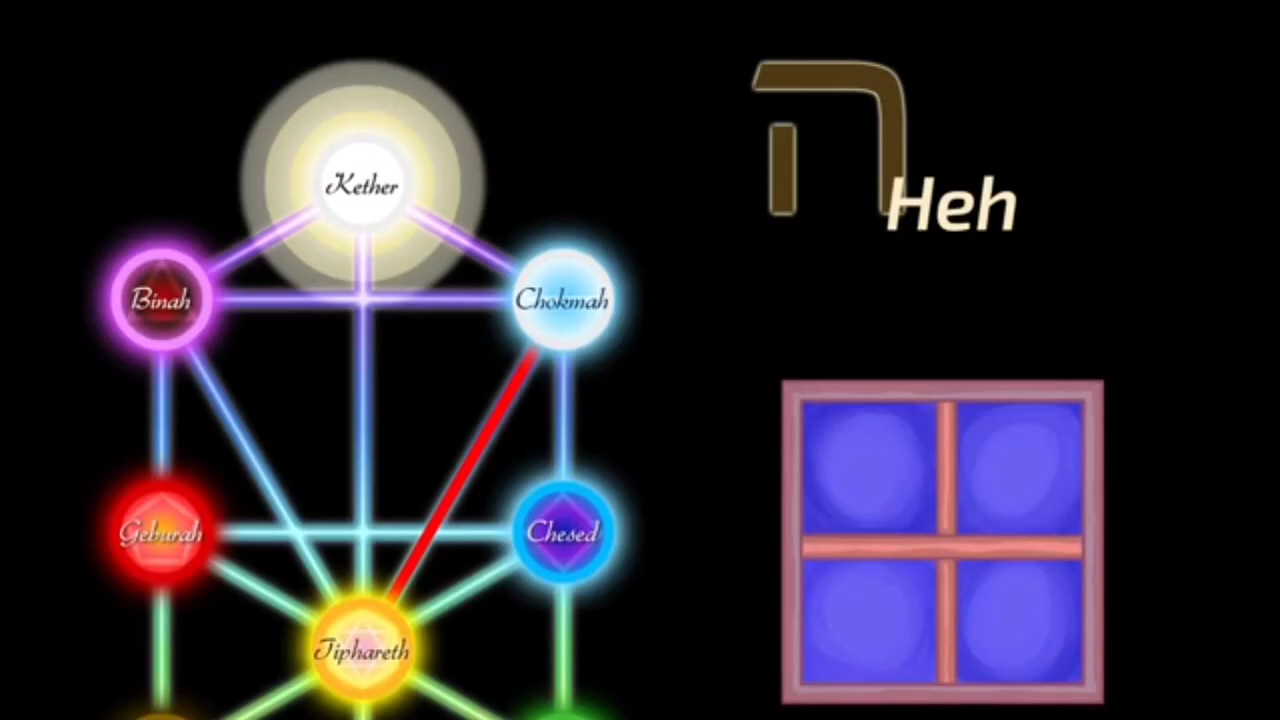 ה
Heh
Kether
Binah
Chokmah
Geburah
Chesed
Tiphareth